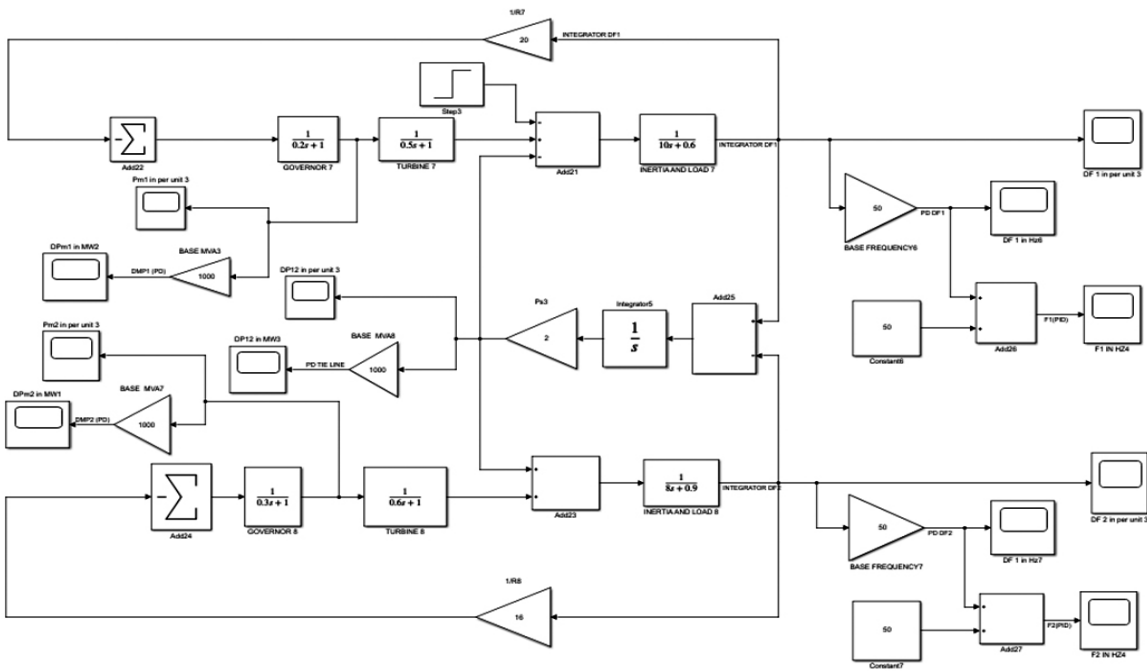 1/R7
20
INTEGRATOR DF1
Step3
Add22
1
0.2s + 1
GOVERNOR 7
1
0.5s + 1
TURBINE 7
Add21
1
10s + 0.6
INERTIA AND LOAD 7
INTEGRATOR DF1
DF 1 in per unit 3
Pm1 in per unit 3
50
BASE FREQUENCY6
PD DF1
DF 1 in Hz6
DPm1 in MW2
DMP1 (PD)
BASE MVA3
1000
DP12 in per unit 3
Ps3
2
Integrator5
1
s
Add25
50
Constant6
Add26
F1(PID)
F1 IN HZ4
Pm2 in per unit 3
DP12 in MW3
PD TIE LINE
BASE MVA8
1000
DPm2 in MW1
DMP2 (PD)
BASE MVA7
1000
Add24
1
0.3s + 1
GOVERNOR 8
1
0.6s + 1
TURBINE 8
Add23
1
8s + 0.9
INERTIA AND LOAD 8
INTEGRATOR DF2
DF 2 in per unit 3
50
BASE FREQUENCY7
PD DF2
DF 1 in Hz7
1/R8
16
50
Constant7
Add27
F2(PID)
F2 IN HZ4